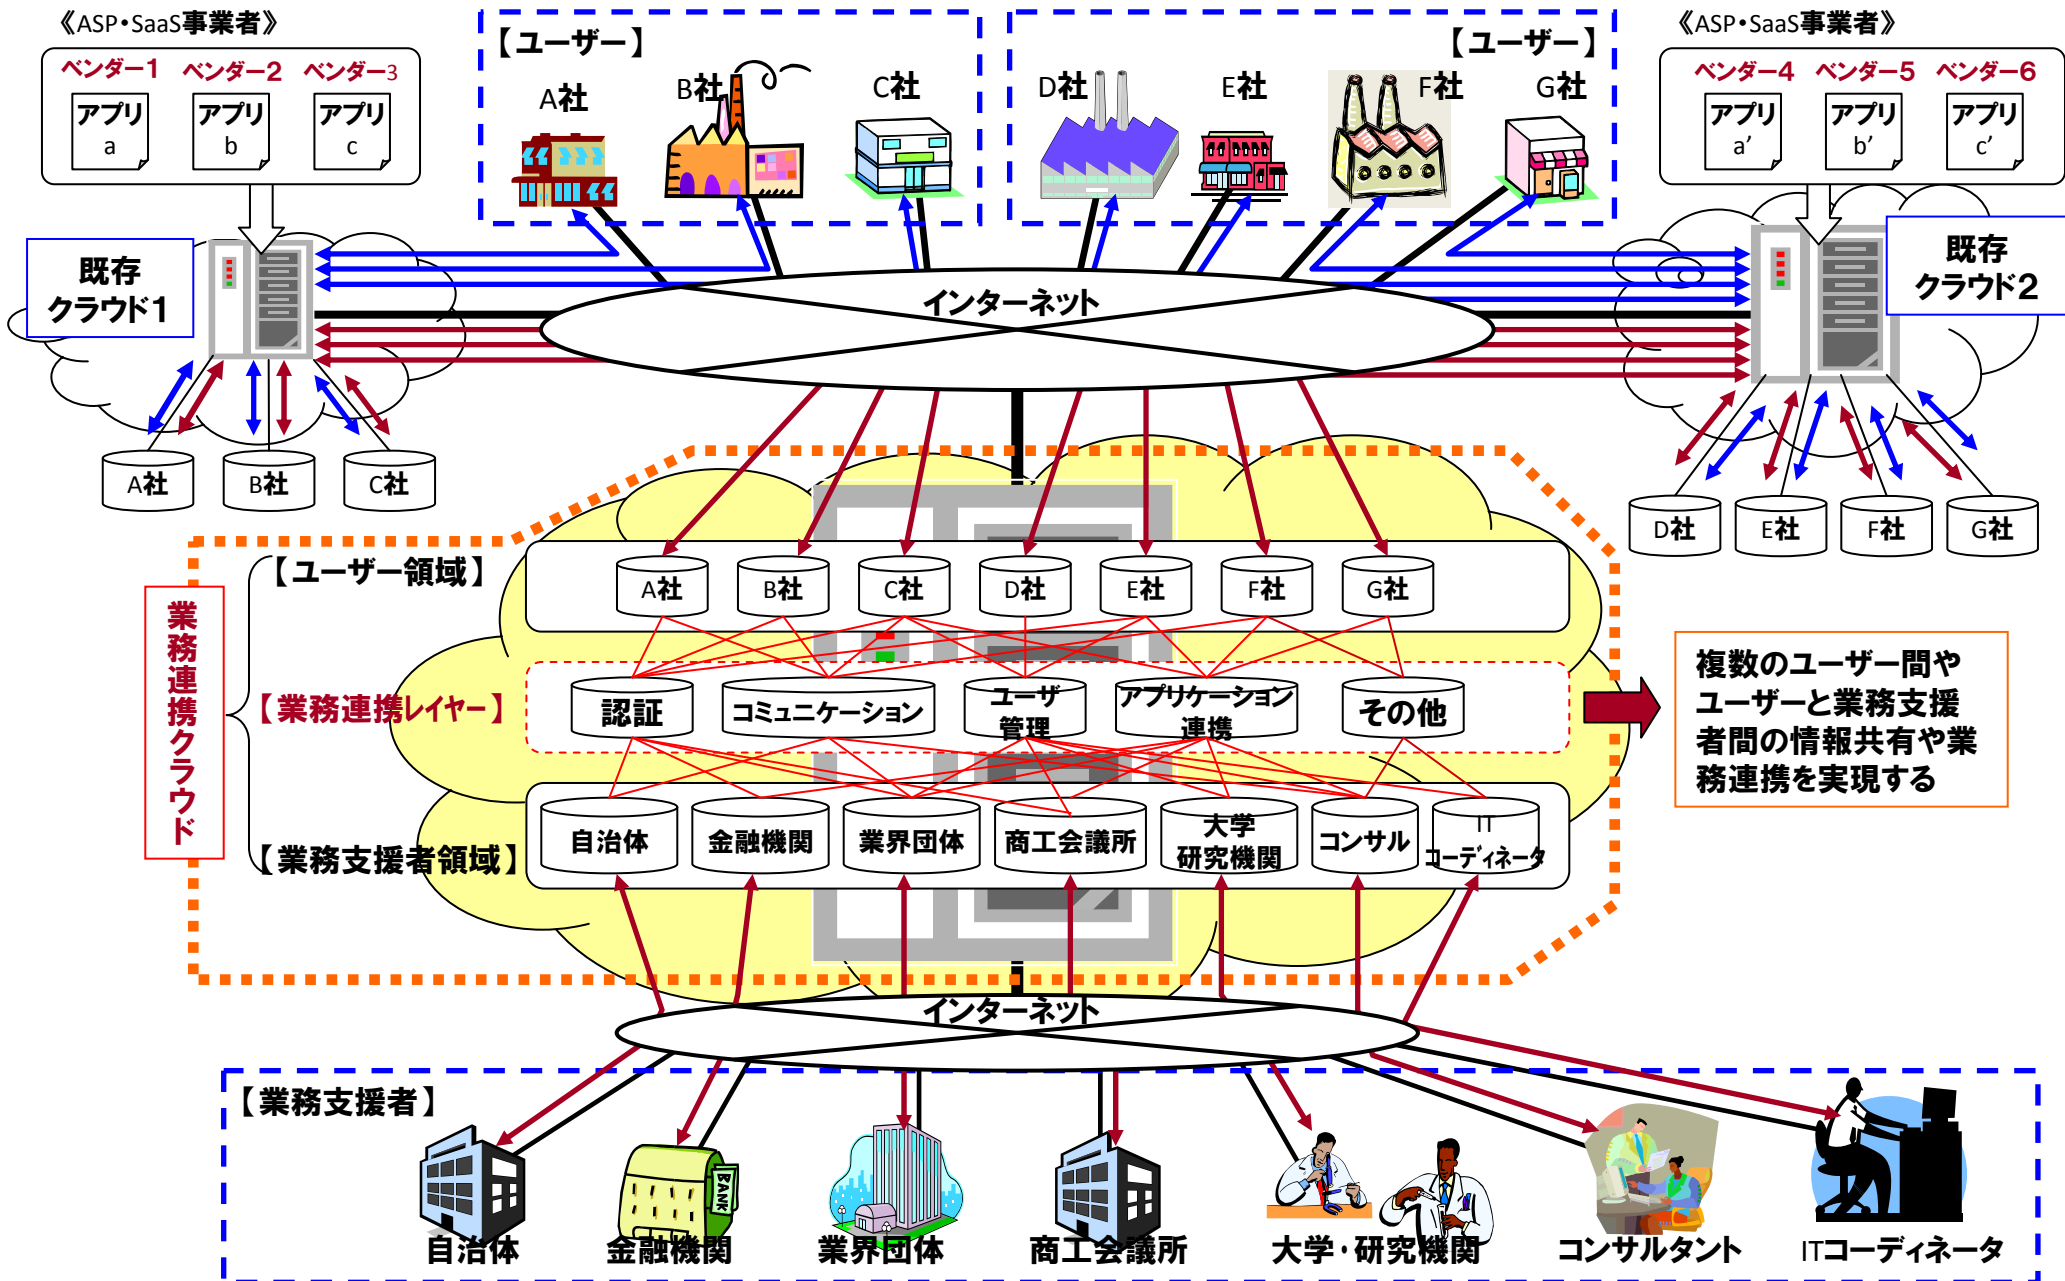 《ASP・SaaS事業者》
ベンダー1 ベンダー2 ベンダー3
アプリ
a
アプリ
b
アプリ
c
既存
クラウド1
A社
B社
C社
【ユーザー】
A社
B社
C社
【ユーザー】
D社
E社
F社
G社
《ASP・SaaS事業者》
ベンダー4 ベンダー5 ベンダー6
アプリ
a’
アプリ
b’
アプリ
c’
既存
クラウド2
D社
E社
F社
G社
インターネット
業務連携クラウド
【ユーザー領域】
A社
B社
C社
D社
E社
F社
G社
【業務連携レイヤー】
認証
コミュニケーション
ユーザ
管理
アプリケーション
連携
その他
【業務支援者領域】
自治体
金融機関
業界団体
商工会議所
大学
研究機関
コンサル
IT
コーディネータ
複数のユーザー間や
ユーザーと業務支援
者間の情報共有や業
務連携を実現する
インターネット
【業務支援者】
BANK
自治体
金融機関
業界団体
商工会議所
大学・研究機関
コンサルタント
ITコーディネータ